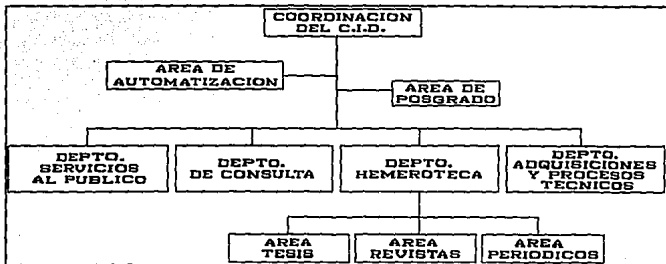 COORDINACION
DEL C.I.D.
AREA DE
AUTOMATIZACION
AREA DE
POSGRADO
DEPTO.
SERVICIOS
AL PUBLICO
DEPTO.
DE CONSULTA
DEPTO.
HEMEROTECA
DEPTO.
ADQUISICIONES
Y PROCESOS
TECNICOS
AREA
TESIS
AREA
REVISTAS
AREA
PERIODICOS